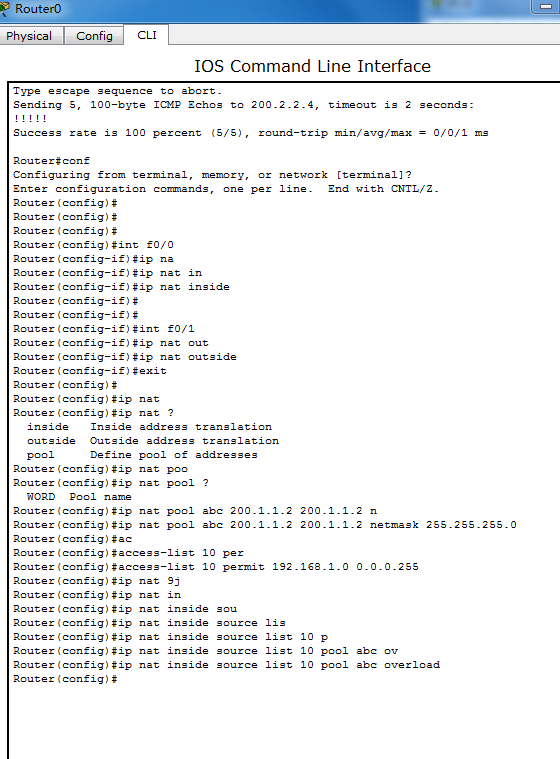 Router0
Physical Config CLI
IOS Command Line Interface
Type escape sequence to abort.
Sending 5, 100-byte ICMP Echos to 200.2.2.4, timeout is 2 seconds:
!!!!!
Success rate is 100 percent (5/5), round-trip min/avg/max = 0/0/1 ms
Router#conf
Configuring from terminal, memory, or network [terminal]?
Enter configuration commands, one per line.  End with CNTL/Z.
Router(config)#
Router(config)#
Router(config)#
Router(config)#int f0/0
Router(config-if)#ip na
Router(config-if)#ip nat in
Router(config-if)#ip nat inside
Router(config-if)#
Router(config-if)#
Router(config-if)#int f0/1
Router(config-if)#ip nat out
Router(config-if)#ip nat outside
Router(config-if)#exit
Router(config)#
Router(config)#ip nat
Router(config)#ip nat ?
  inside   Inside address translation
  outside  Outside address translation
  pool     Define pool of addresses
Router(config)#ip nat poo
Router(config)#ip nat pool ?
  WORD  Pool name
Router(config)#ip nat pool abc 200.1.1.2 200.1.1.2 n
Router(config)#ip nat pool abc 200.1.1.2 200.1.1.2 netmask 255.255.255.0
Router(config)#ac
Router(config)#access-list 10 per
Router(config)#access-list 10 permit 192.168.1.0 0.0.0.255
Router(config)#ip nat 9j
Router(config)#ip nat in
Router(config)#ip nat inside sou
Router(config)#ip nat inside source lis
Router(config)#ip nat inside source list 10 p
Router(config)#ip nat inside source list 10 pool abc ov
Router(config)#ip nat inside source list 10 pool abc overload
Router(config)#